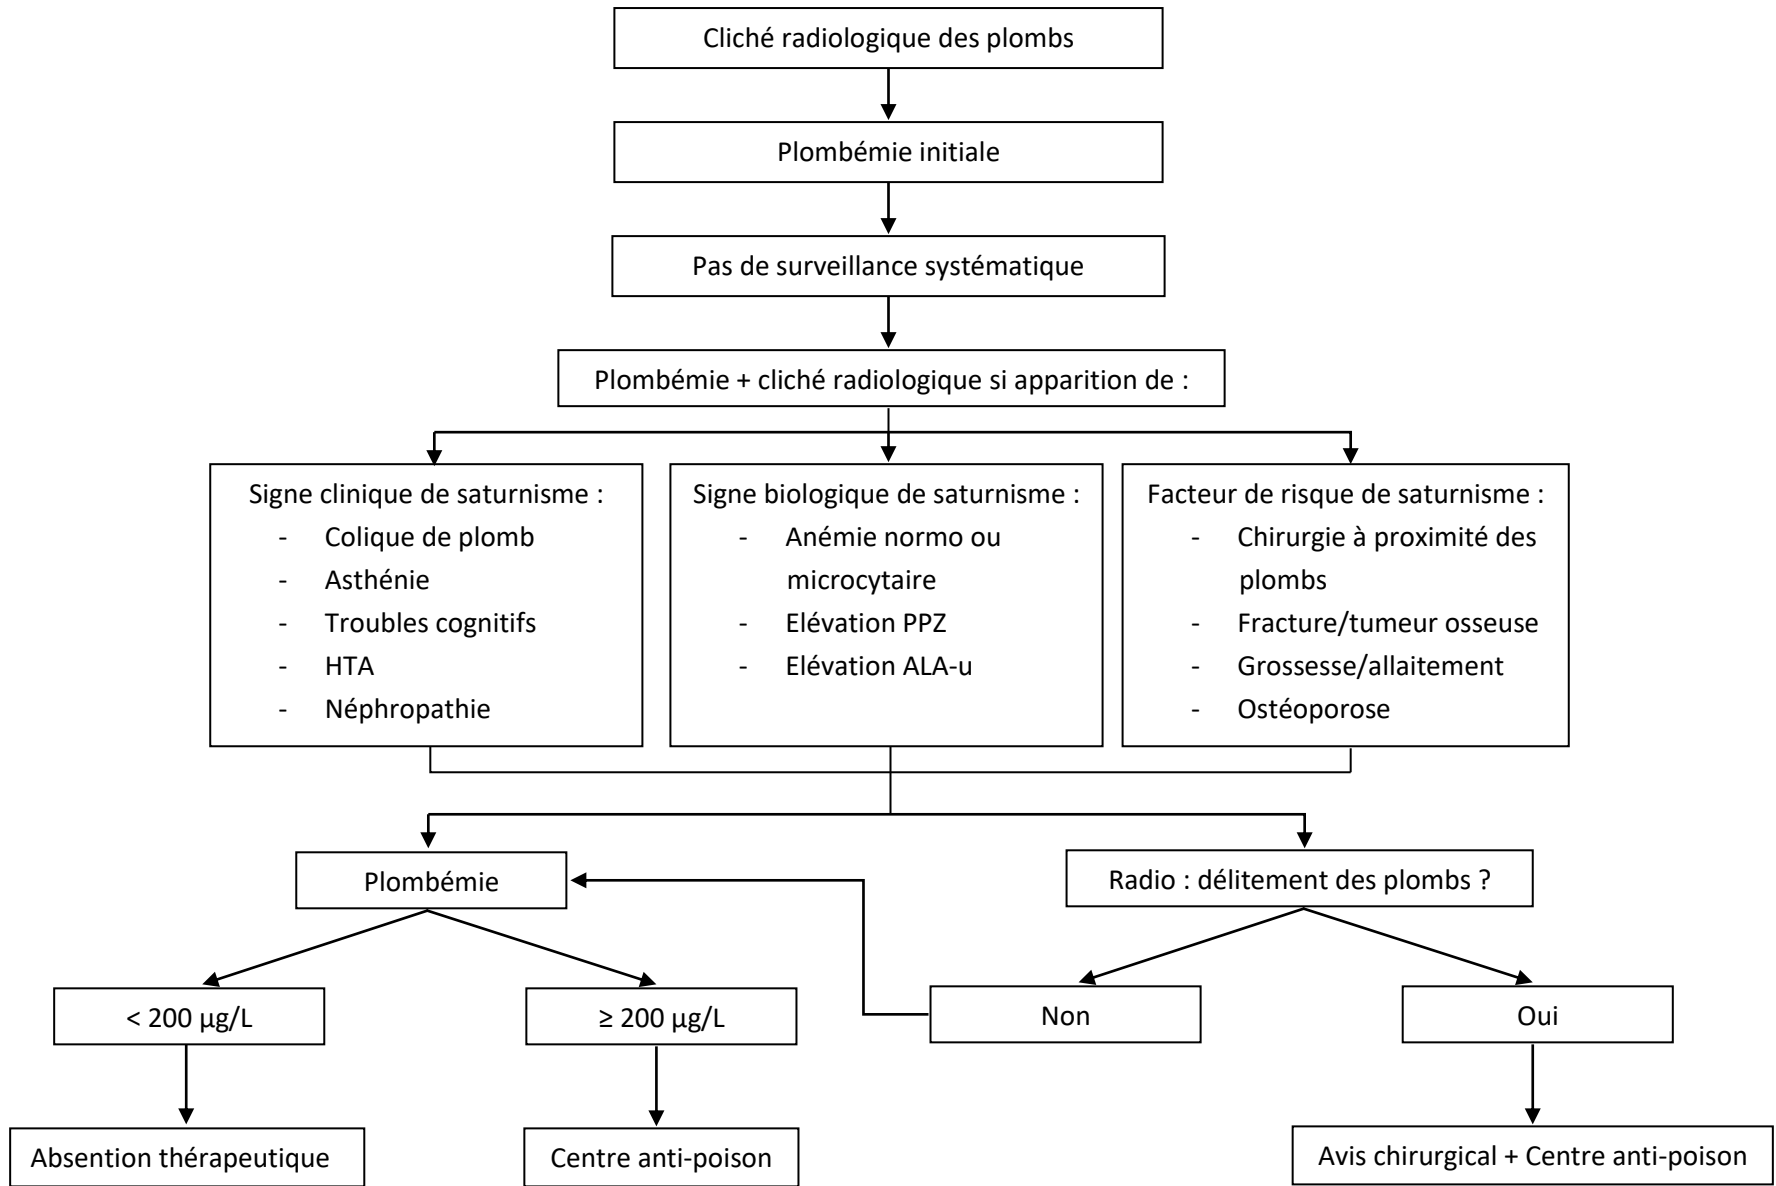 Cliché radiologique des plombs
Plombémie initiale
Pas de surveillance systématique
Plombémie + cliché radiologique si apparition de :
Signe clinique de saturnisme :
- Colique de plomb
- Asthénie
- Troubles cognitifs
- HTA
- Néphropathie
Signe biologique de saturnisme :
- Anémie normo ou
microcytaire
- Elévation PPZ
- Elévation ALA-u
Facteur de risque de saturnisme :
- Chirurgie à proximité des
plombs
- Fracture/tumeur osseuse
- Grossesse/allaitement
- Ostéoporose
Plombémie
Radio : délitement des plombs ?
< 200 µg/L
≥ 200 µg/L
Non
Oui
Absention thérapeutique
Centre anti-poison
Avis chirurgical + Centre anti-poison